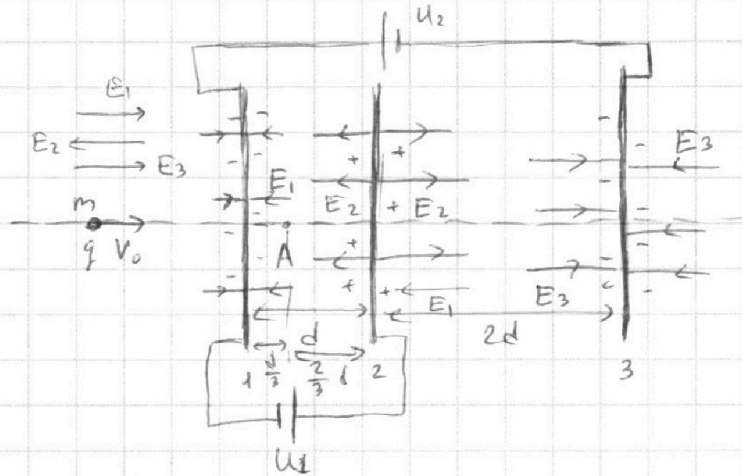 U₂
E₁
E₂
E₃
m
q V₀
E₁
A
E₂ E₂
E₁
E₃
E₃
d
2d
1 d/3 2/3 d 2
3
U₁
- - - - - - -
+ + + + + +
- - - - - - -